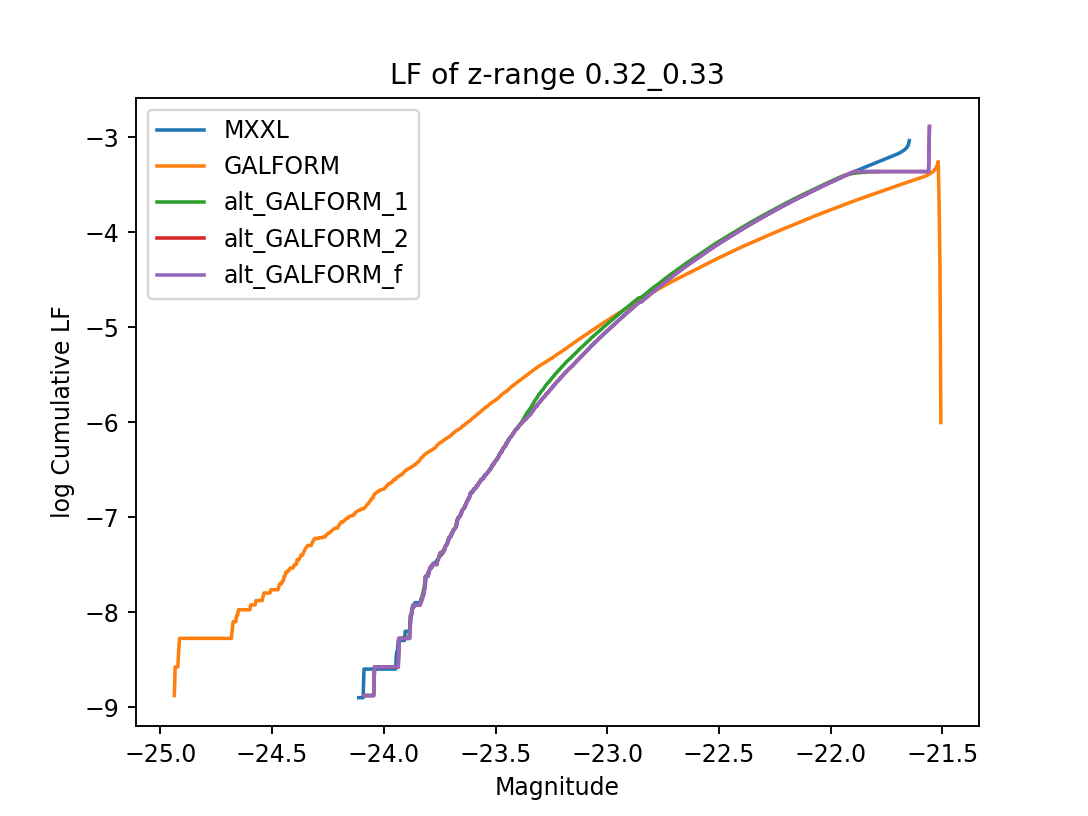 LF of z-range 0.32_0.33
MXXL
GALFORM
alt_GALFORM_1
alt_GALFORM_2
alt_GALFORM_f
log Cumulative LF
−3
−4
−5
−6
−7
−8
−9
−25.0 −24.5 −24.0 −23.5 −23.0 −22.5 −22.0 −21.5
Magnitude